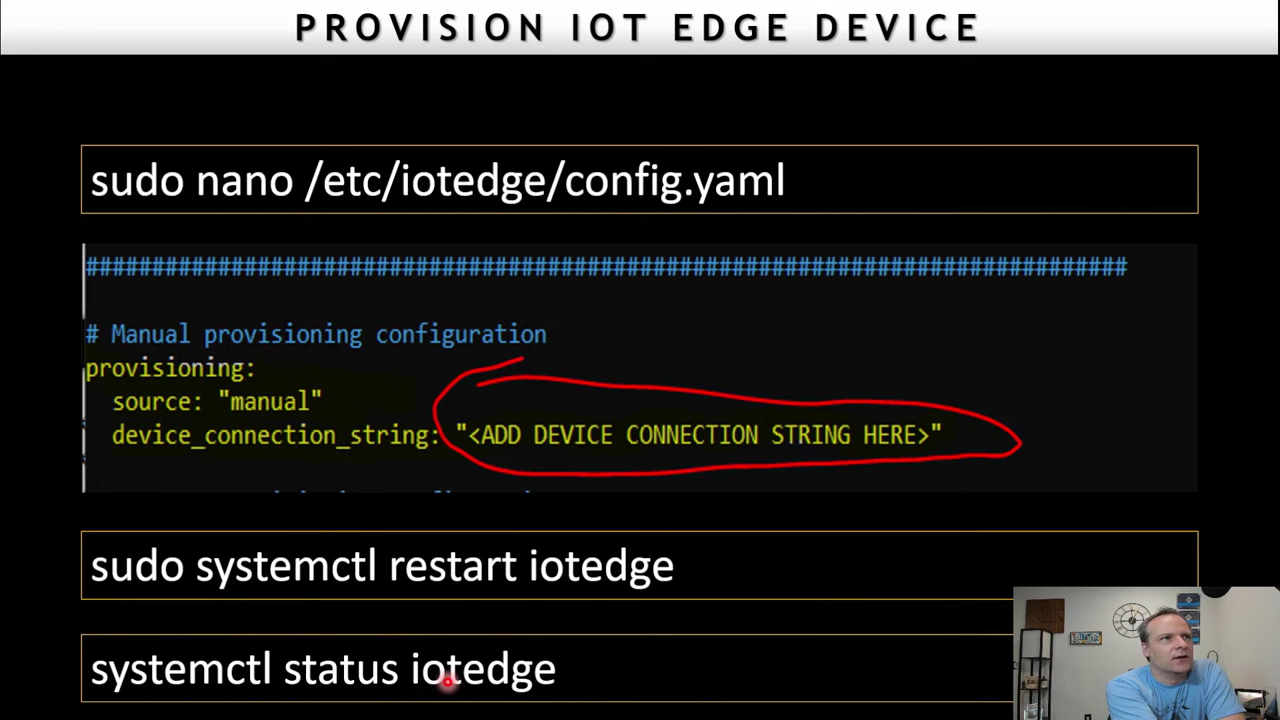 PROVISION IOT EDGE DEVICE
sudo nano /etc/iotedge/config.yaml
##############################################################################
# Manual provisioning configuration
provisioning:
source: "manual"
device_connection_string: "<ADD DEVICE CONNECTION STRING HERE>"
sudo systemctl restart iotedge
systemctl status iotedge